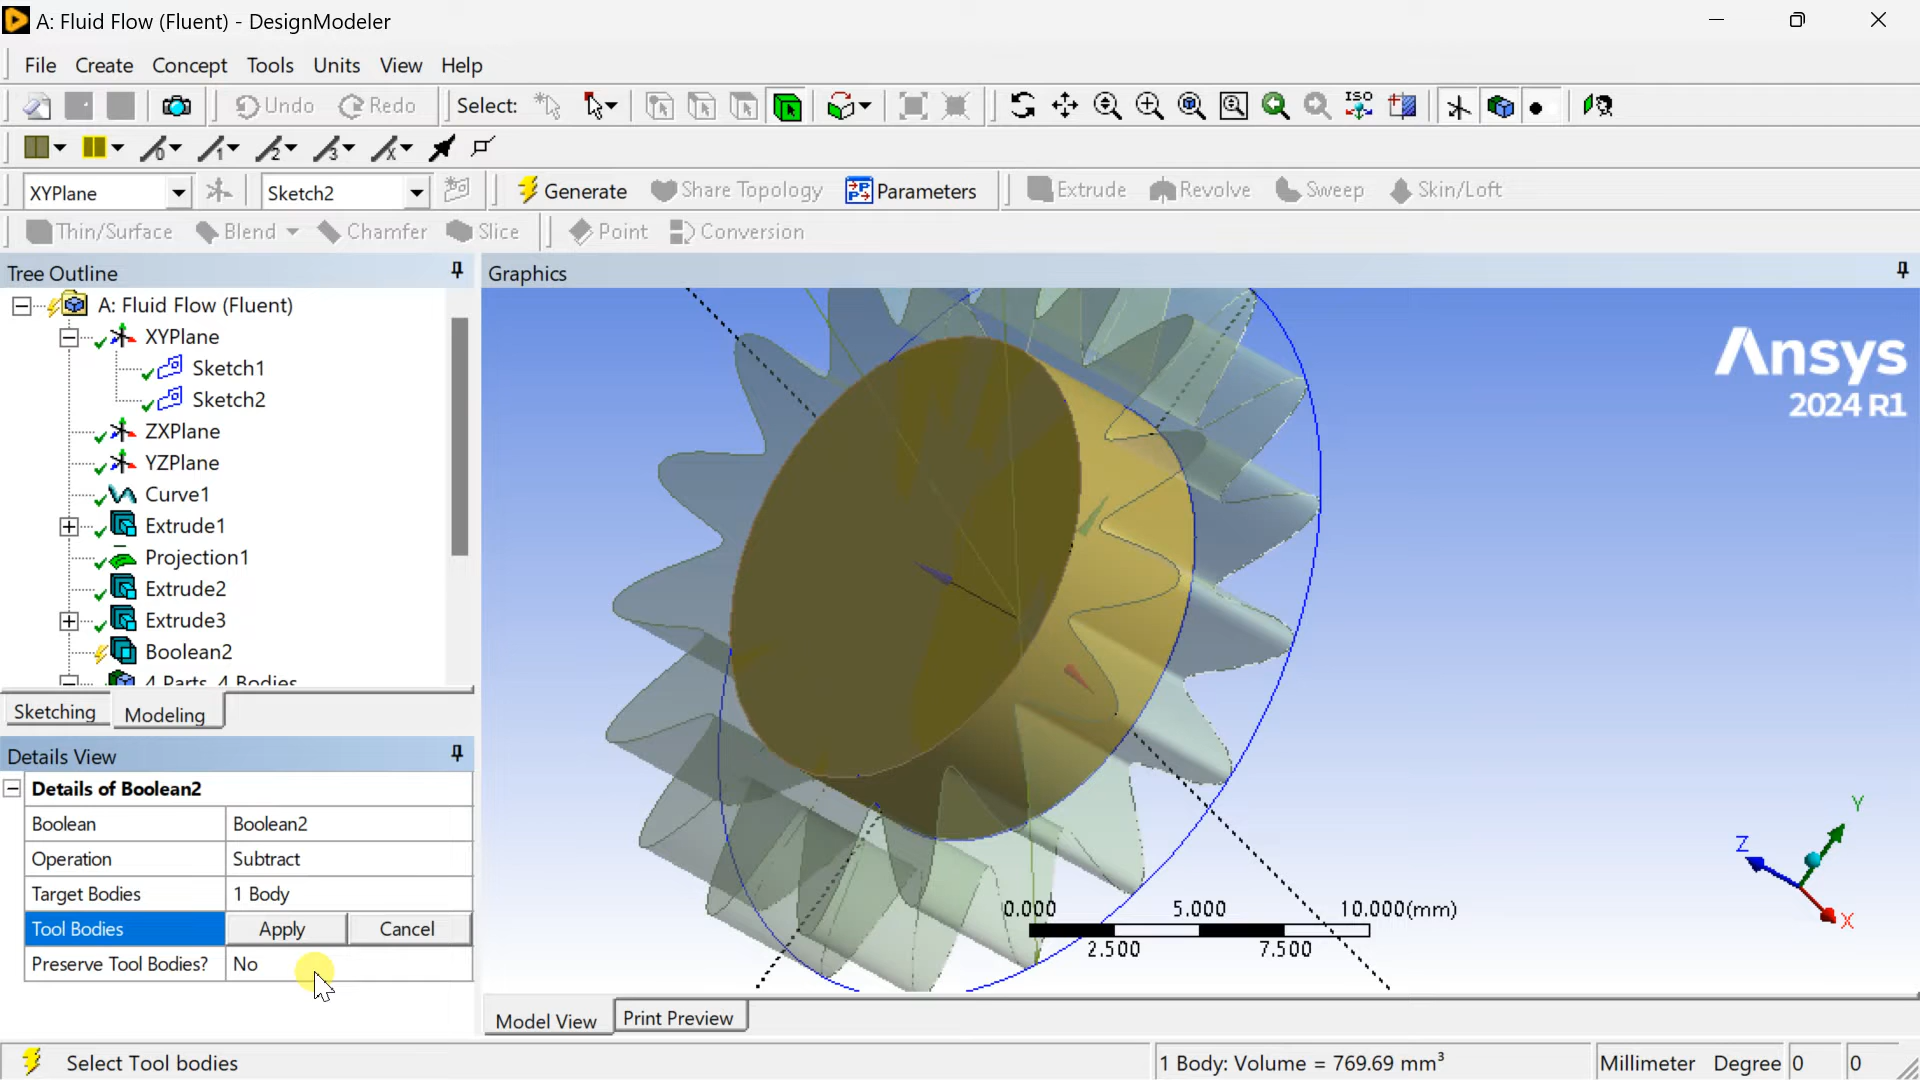 A: Fluid Flow (Fluent) - DesignModeler
File Create Concept Tools Units View Help
Undo Redo Select: ISO
XYPlane Sketch2 Generate Share Topology Parameters Extrude Revolve Sweep Skin/Loft
Thin/Surface Blend Chamfer Slice Point Conversion
Tree Outline
A: Fluid Flow (Fluent)
XYPlane
Sketch1
Sketch2
ZXPlane
YZPlane
Curve1
Extrude1
Projection1
Extrude2
Extrude3
Boolean2
4 Parts, 4 Bodies
Sketching Modeling
Details View
Details of Boolean2
Boolean Boolean2
Operation Subtract
Target Bodies 1 Body
Tool Bodies Apply Cancel
Preserve Tool Bodies? No
Graphics
Ansys
2024 R1
Y
Z
X
0.000 5.000 10.000(mm)
2.500 7.500
Model View Print Preview
Select Tool bodies 1 Body: Volume = 769.69 mm³ Millimeter Degree 0 0